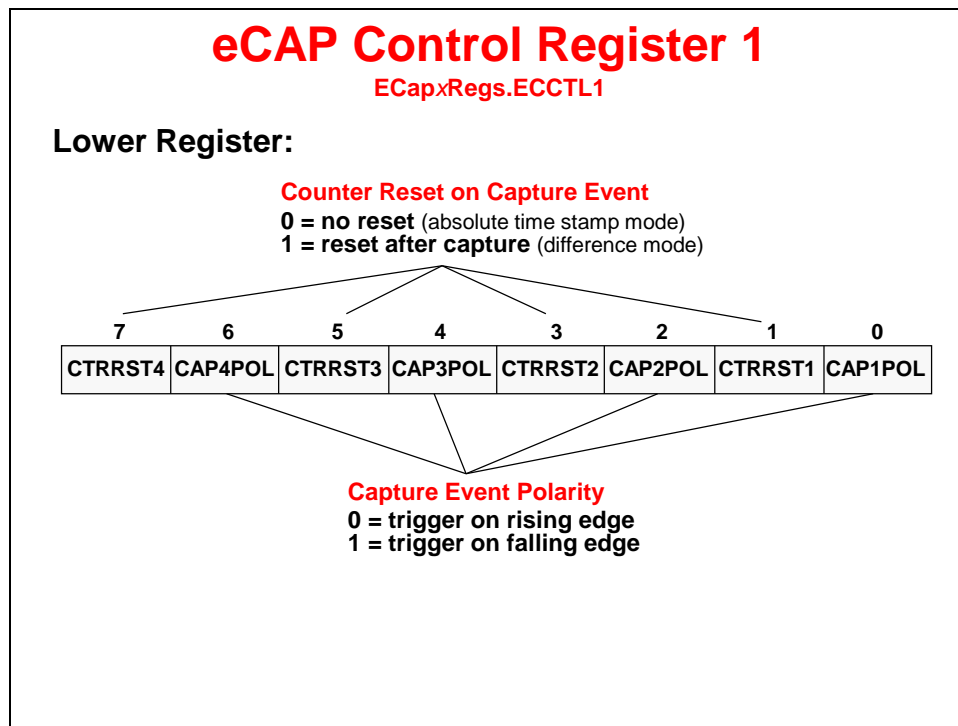 eCAP Control Register 1
ECapxRegs.ECCTL1
Lower Register:
Counter Reset on Capture Event
0 = no reset (absolute time stamp mode)
1 = reset after capture (difference mode)
7 6 5 4 3 2 1 0
CTRRST4 CAP4POL CTRRST3 CAP3POL CTRRST2 CAP2POL CTRRST1 CAP1POL
Capture Event Polarity
0 = trigger on rising edge
1 = trigger on falling edge